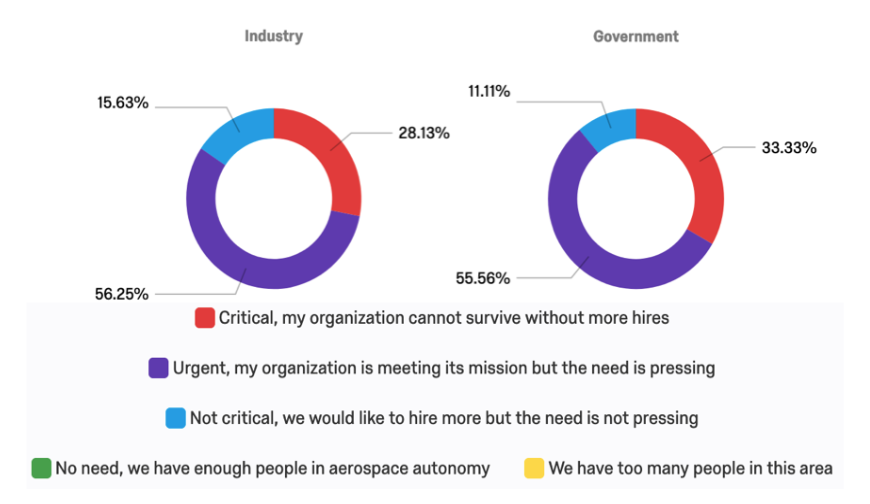 Industry
Government
15.63%
28.13%
56.25%
11.11%
33.33%
55.56%
Critical, my organization cannot survive without more hires
Urgent, my organization is meeting its mission but the need is pressing
Not critical, we would like to hire more but the need is not pressing
No need, we have enough people in aerospace autonomy
We have too many people in this area